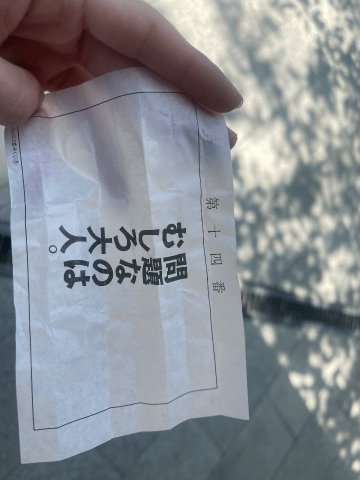 第十四番
問題なのは
むしろ大人。